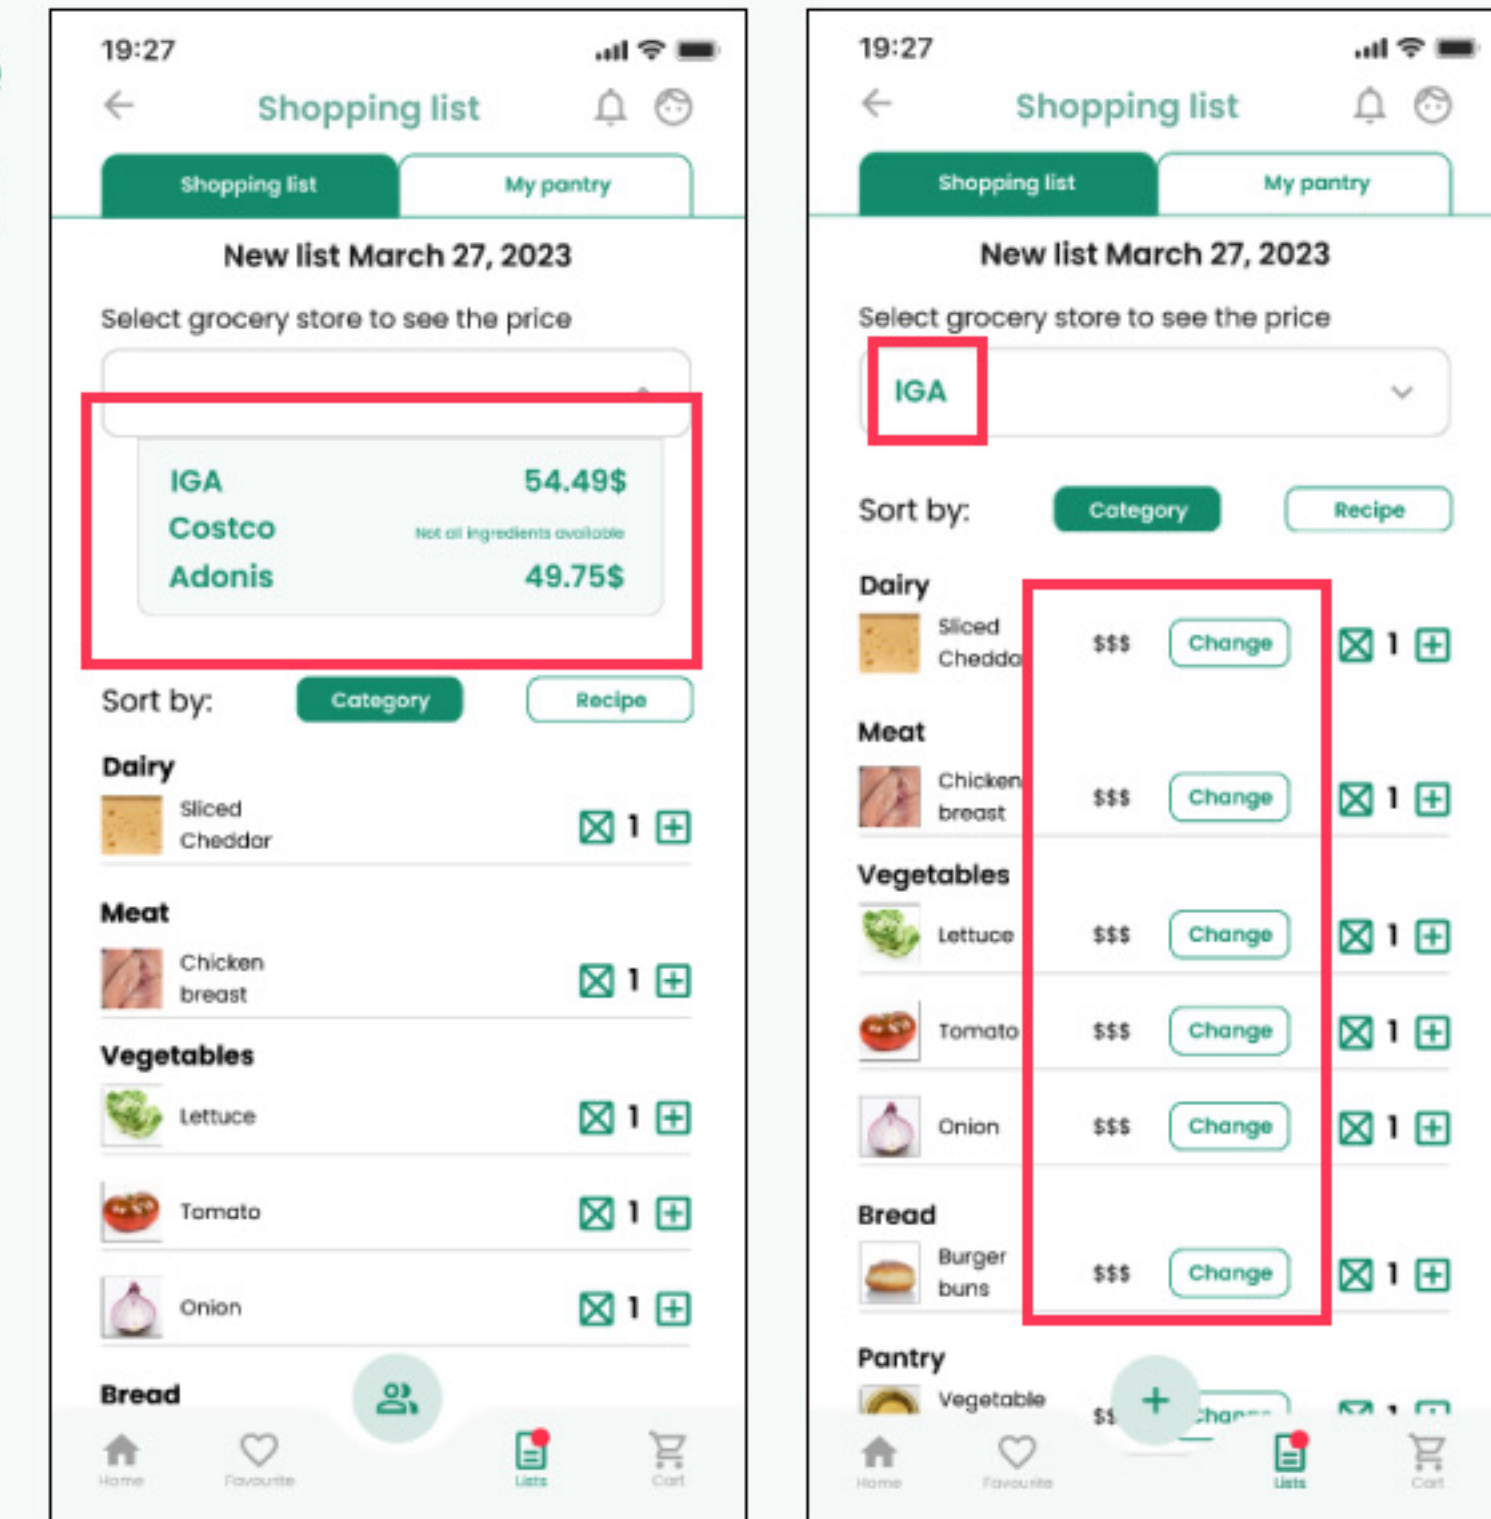 19:27
Shopping list
Shopping list
My pantry
New list March 27, 2023
Select grocery store to see the price
IGA 54.49$
Costco Not all ingredients available
Adonis 49.75$
Sort by: Category Recipe
Dairy
Sliced
Cheddar
1
Meat
Chicken
breast
1
Vegetables
Lettuce 1
Tomato 1
Onion 1
Bread
Home
Favourite
Lists
Cart
19:27
Shopping list
Shopping list
My pantry
New list March 27, 2023
Select grocery store to see the price
IGA
Sort by: Category Recipe
Dairy
Sliced
Chedda
$$$ Change 1
Meat
Chicken
breast
$$$ Change 1
Vegetables
Lettuce $$$ Change 1
Tomato $$$ Change 1
Onion $$$ Change 1
Bread
Burger
buns
$$$ Change 1
Pantry
Vegetable
Home
Favourite
Lists
Cart